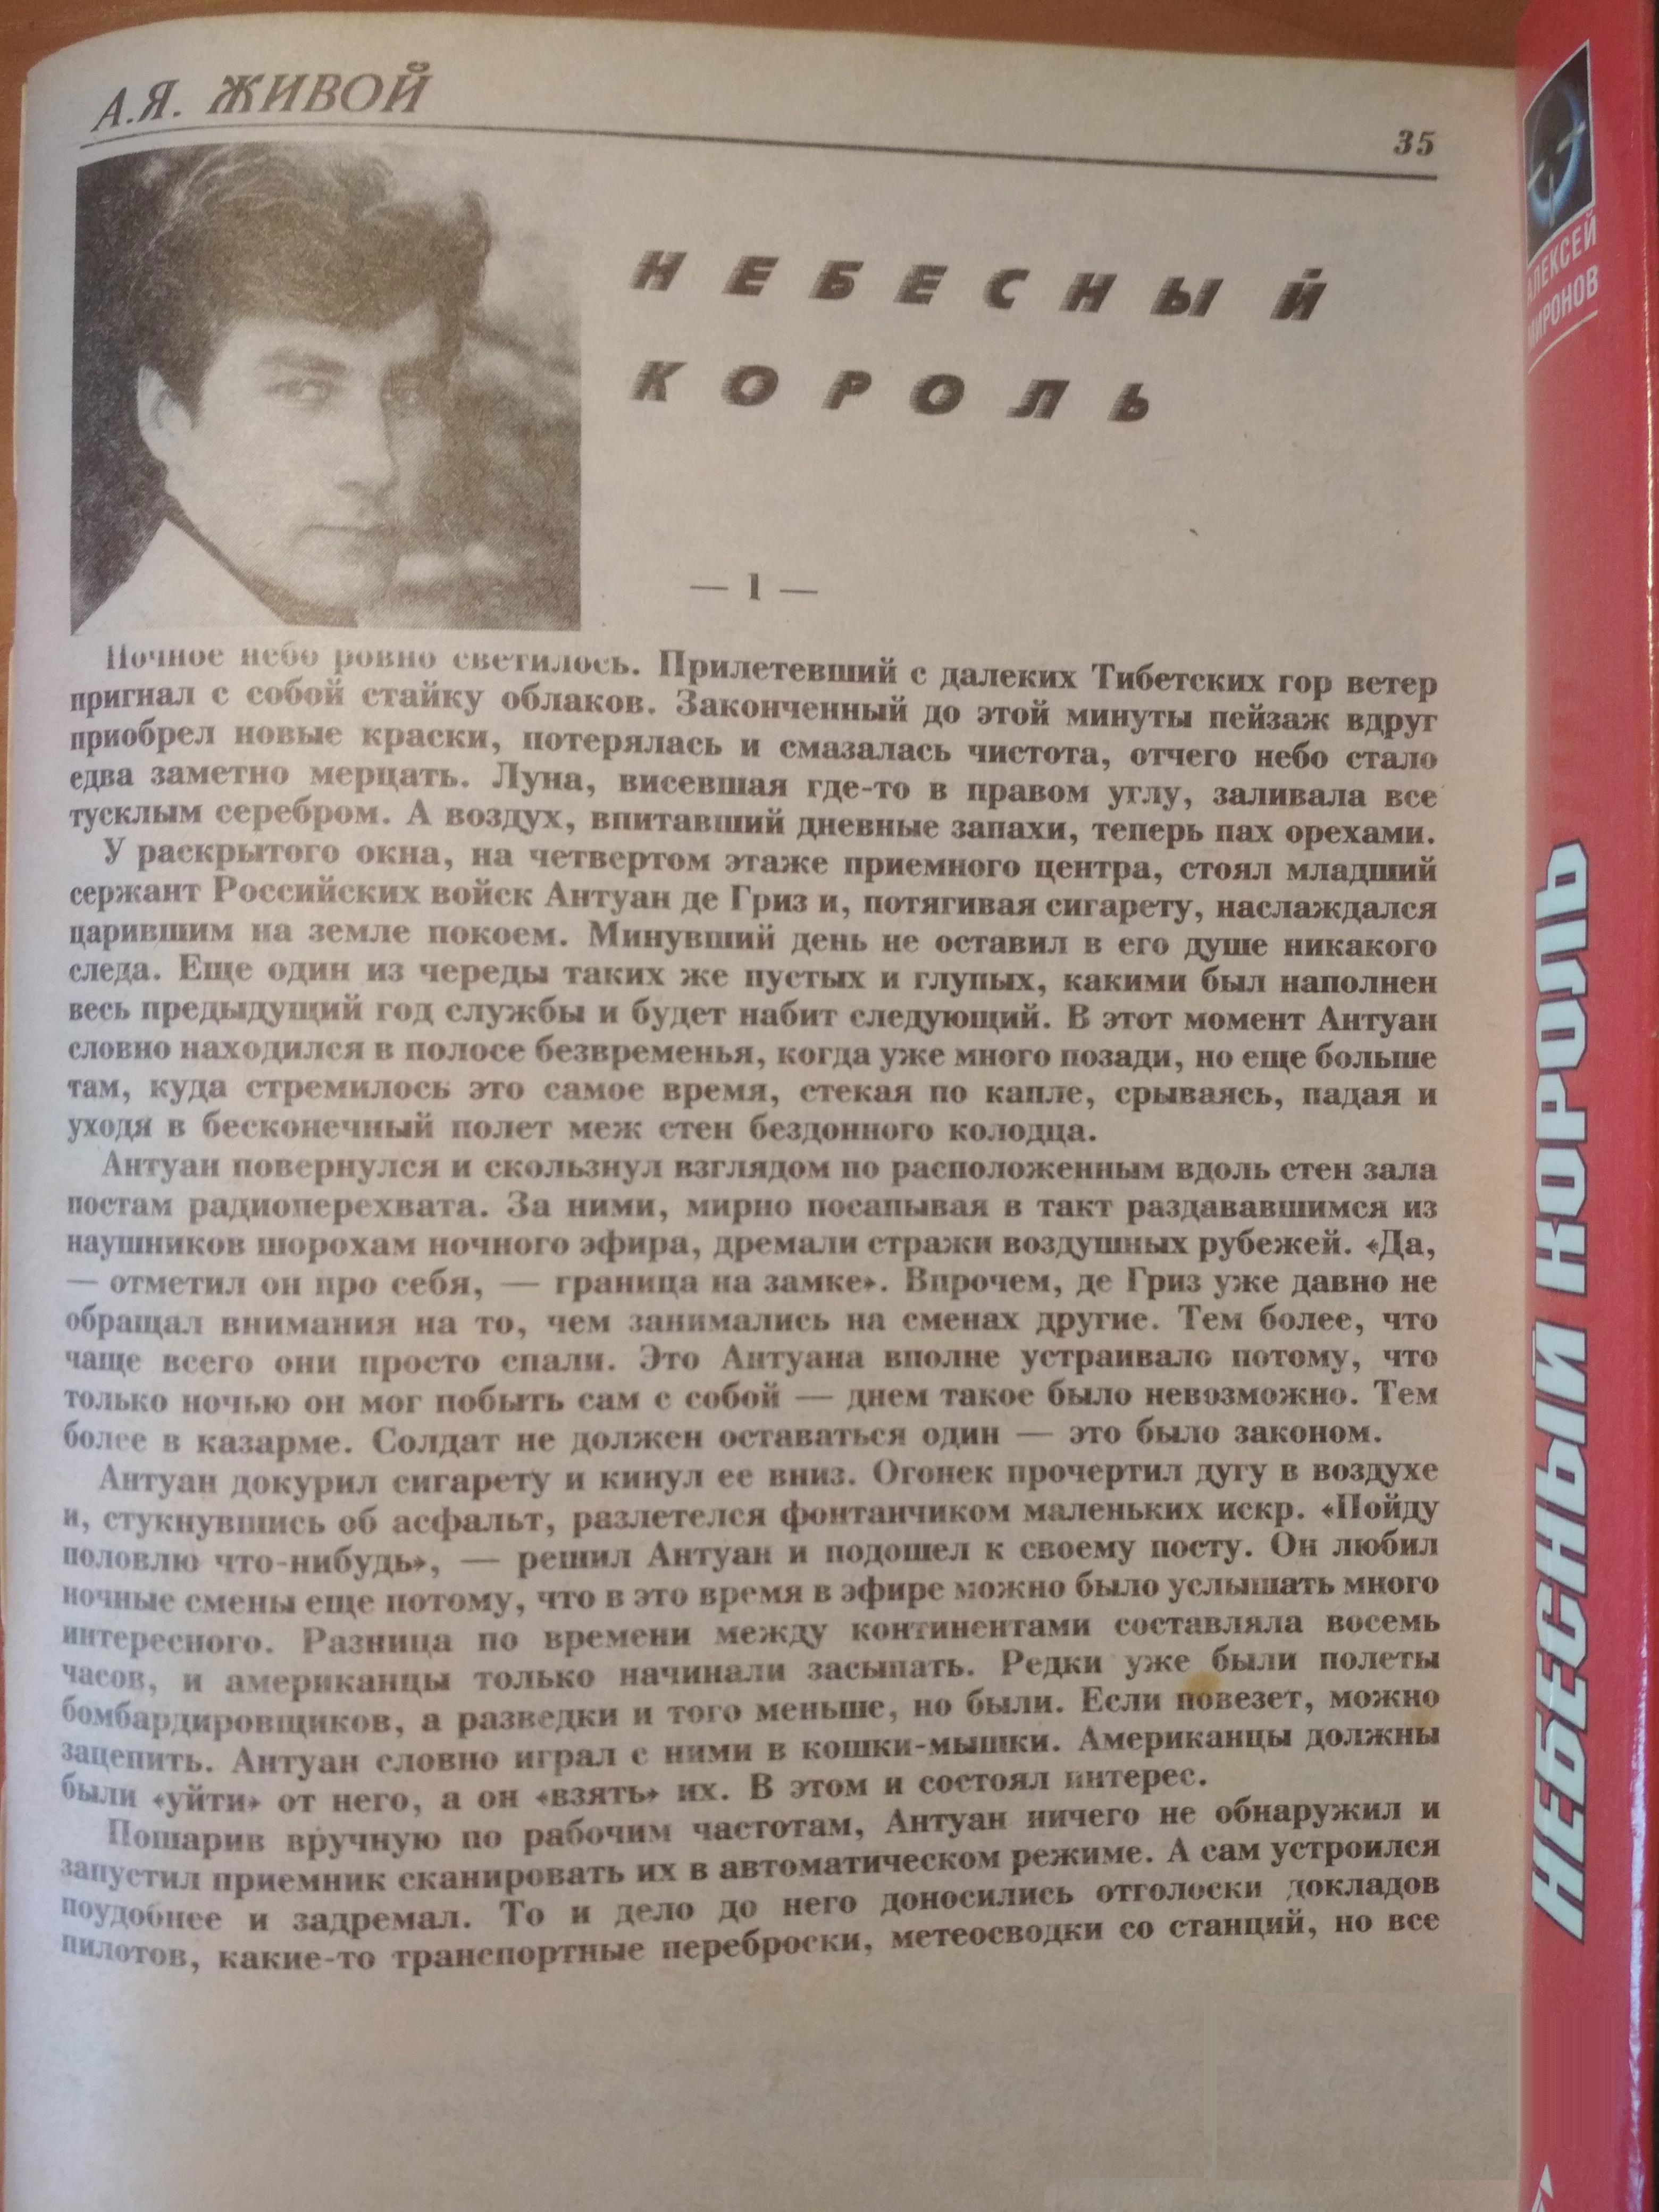 А.Я. ЖИВОЙ
35
НЕБЕСНЫЙ
КОРОЛЬ
— 1 —
Ночное небо ровно светилось. Прилетевший с далеких Тибетских гор ветер
пригнал с собой стайку облаков. Законченный до этой минуты пейзаж вдруг
приобрел новые краски, потерялась и смазалась чистота, отчего небо стало
едва заметно мерцать. Луна, висевшая где-то в правом углу, заливала все
тусклым серебром. А воздух, впитавший дневные запахи, теперь пах орехами.
У раскрытого окна, на четвертом этаже приемного центра, стоял младший
сержант Российских войск Антуан де Гриз и, потягивая сигарету, наслаждался
царившим на земле покоем. Минувший день не оставил в его душе никакого
следа. Еще один из череды таких же пустых и глупых, какими был наполнен
весь предыдущий год службы и будет набит следующий. В этот момент Антуан
словно находился в полосе безвременья, когда уже много позади, но еще больше
там, куда стремилось это самое время, стекая по капле, срываясь, падая и
уходя в бесконечный полет меж стен бездонного колодца.
Антуан повернулся и скользнул взглядом по расположенным вдоль стен зала
постам радиоперехвата. За ними, мирно посапывая в такт раздававшимся из
наушников шорохам ночного эфира, дремали стражи воздушных рубежей. «Да,
— отметил он про себя, — граница на замке». Впрочем, де Гриз уже давно не
обращал внимания на то, чем занимались на сменах другие. Тем более, что
чаще всего они просто спали. Это Антуана вполне устраивало потому, что
только ночью он мог побыть сам с собой — днем такое было невозможно. Тем
более в казарме. Солдат не должен оставаться один — это было законом.
Антуан докурил сигарету и кинул ее вниз. Огонек прочертил дугу в воздухе
и, стукнувшись об асфальт, разлетелся фонтанчиком маленьких искр. «Пойду
половлю что-нибудь», — решил Антуан и подошел к своему посту. Он любил
ночные смены еще потому, что в это время в эфире можно было услышать много
интересного. Разница по времени между континентами составляла восемь
часов, и американцы только начинали засыпать. Редки уже были полеты
бомбардировщиков, а разведки и того меньше, но были. Если повезет, можно
зацепить. Антуан словно играл с ними в кошки-мышки. Американцы должны
были «уйти» от него, а он «взять» их. В этом и состоял интерес.
Пошарив вручную по рабочим частотам, Антуан ничего не обнаружил и
запустил приемник сканировать их в автоматическом режиме. А сам устроился
поудобнее и задремал. То и дело до него доносились отголоски докладов
пилотов, какие-то транспортные переброски, метеосводки со станций, но все
АЛЕКСЕЙ
МИРОНОВ
НЕБЕСНЫЙ КОРОЛЬ